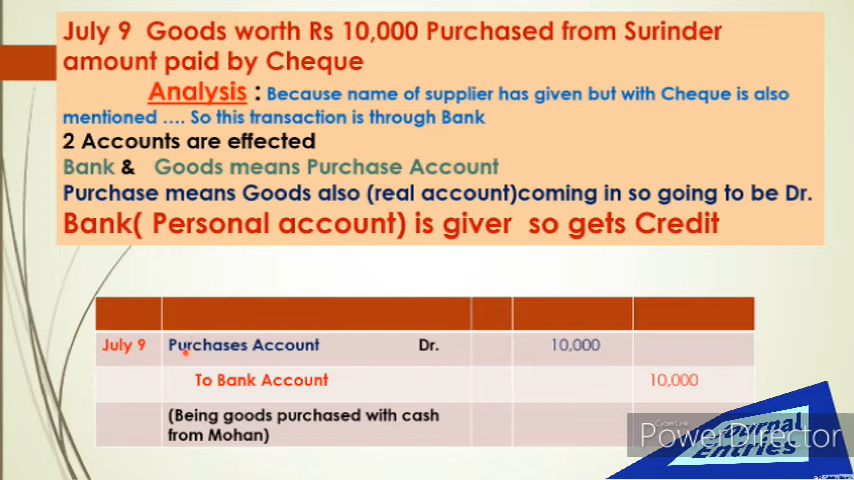 July 9 Goods worth Rs 10,000 Purchased from Surinder
amount paid by Cheque
Analysis : Because name of supplier has given but with Cheque is also
mentioned .... So this transaction is through Bank
2 Accounts are effected
Bank & Goods means Purchase Account
Purchase means Goods also (real account)coming in so going to be Dr.
Bank( Personal account) is giver so gets Credit
July 9 Purchases Account Dr. 10,000
To Bank Account 10,000
(Being goods purchased with cash
from Mohan)
Journal
Entries
CyberLink
PowerDirector